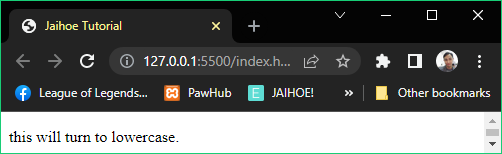 Jaihoe Tutorial
127.0.0.1:5500/index.h...
League of Legends... PawHub JAIHOE! » Other bookmarks
this will turn to lowercase.